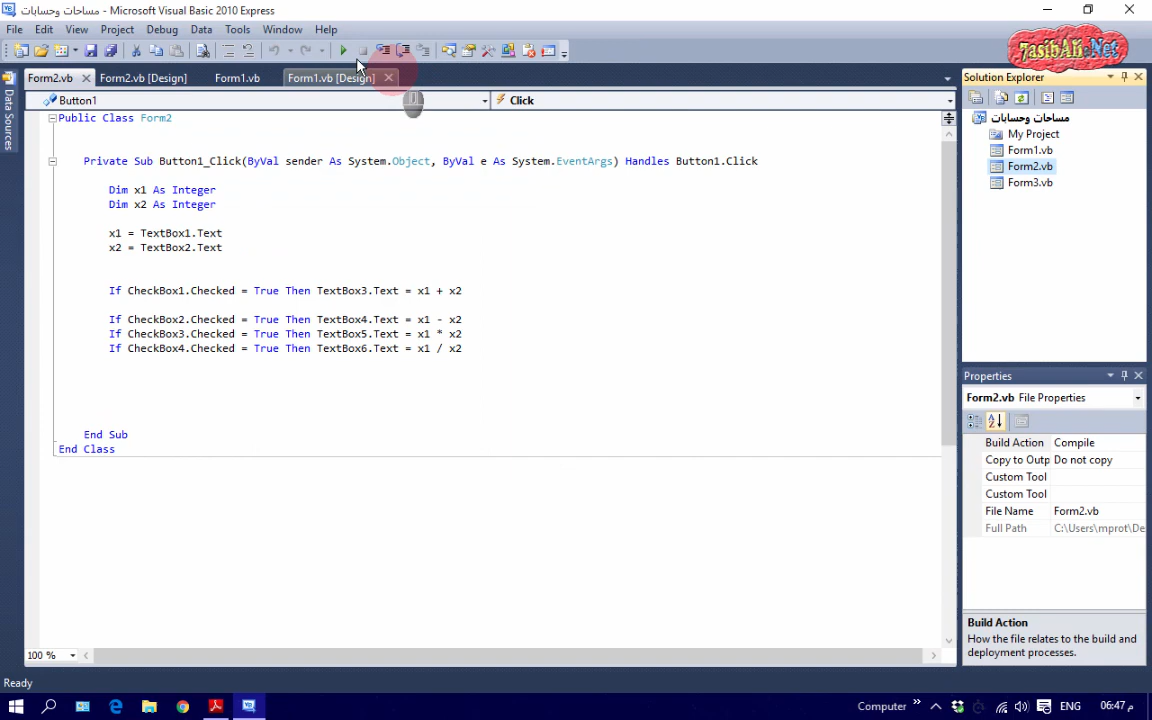 مساحات وحسابات - Microsoft Visual Basic 2010 Express
File Edit View Project Debug Data Tools Window Help
7asibAli.Net
Form2.vb Form2.vb [Design] Form1.vb Form1.vb [Design]
Data Sources
Button1 Click
Public Class Form2
Private Sub Button1_Click(ByVal sender As System.Object, ByVal e As System.EventArgs) Handles Button1.Click
Dim x1 As Integer
Dim x2 As Integer
x1 = TextBox1.Text
x2 = TextBox2.Text
If CheckBox1.Checked = True Then TextBox3.Text = x1 + x2
If CheckBox2.Checked = True Then TextBox4.Text = x1 - x2
If CheckBox3.Checked = True Then TextBox5.Text = x1 * x2
If CheckBox4.Checked = True Then TextBox6.Text = x1 / x2
End Sub
End Class
100 %
Solution Explorer
مساحات وحسابات
My Project
Form1.vb
Form2.vb
Form3.vb
Properties
Form2.vb File Properties
Build Action Compile
Copy to Outp Do not copy
Custom Tool
Custom Tool
File Name Form2.vb
Full Path C:\Users\mprot\De
Build Action
How the file relates to the build and
deployment processes.
Ready
Computer ENG 06:47 م